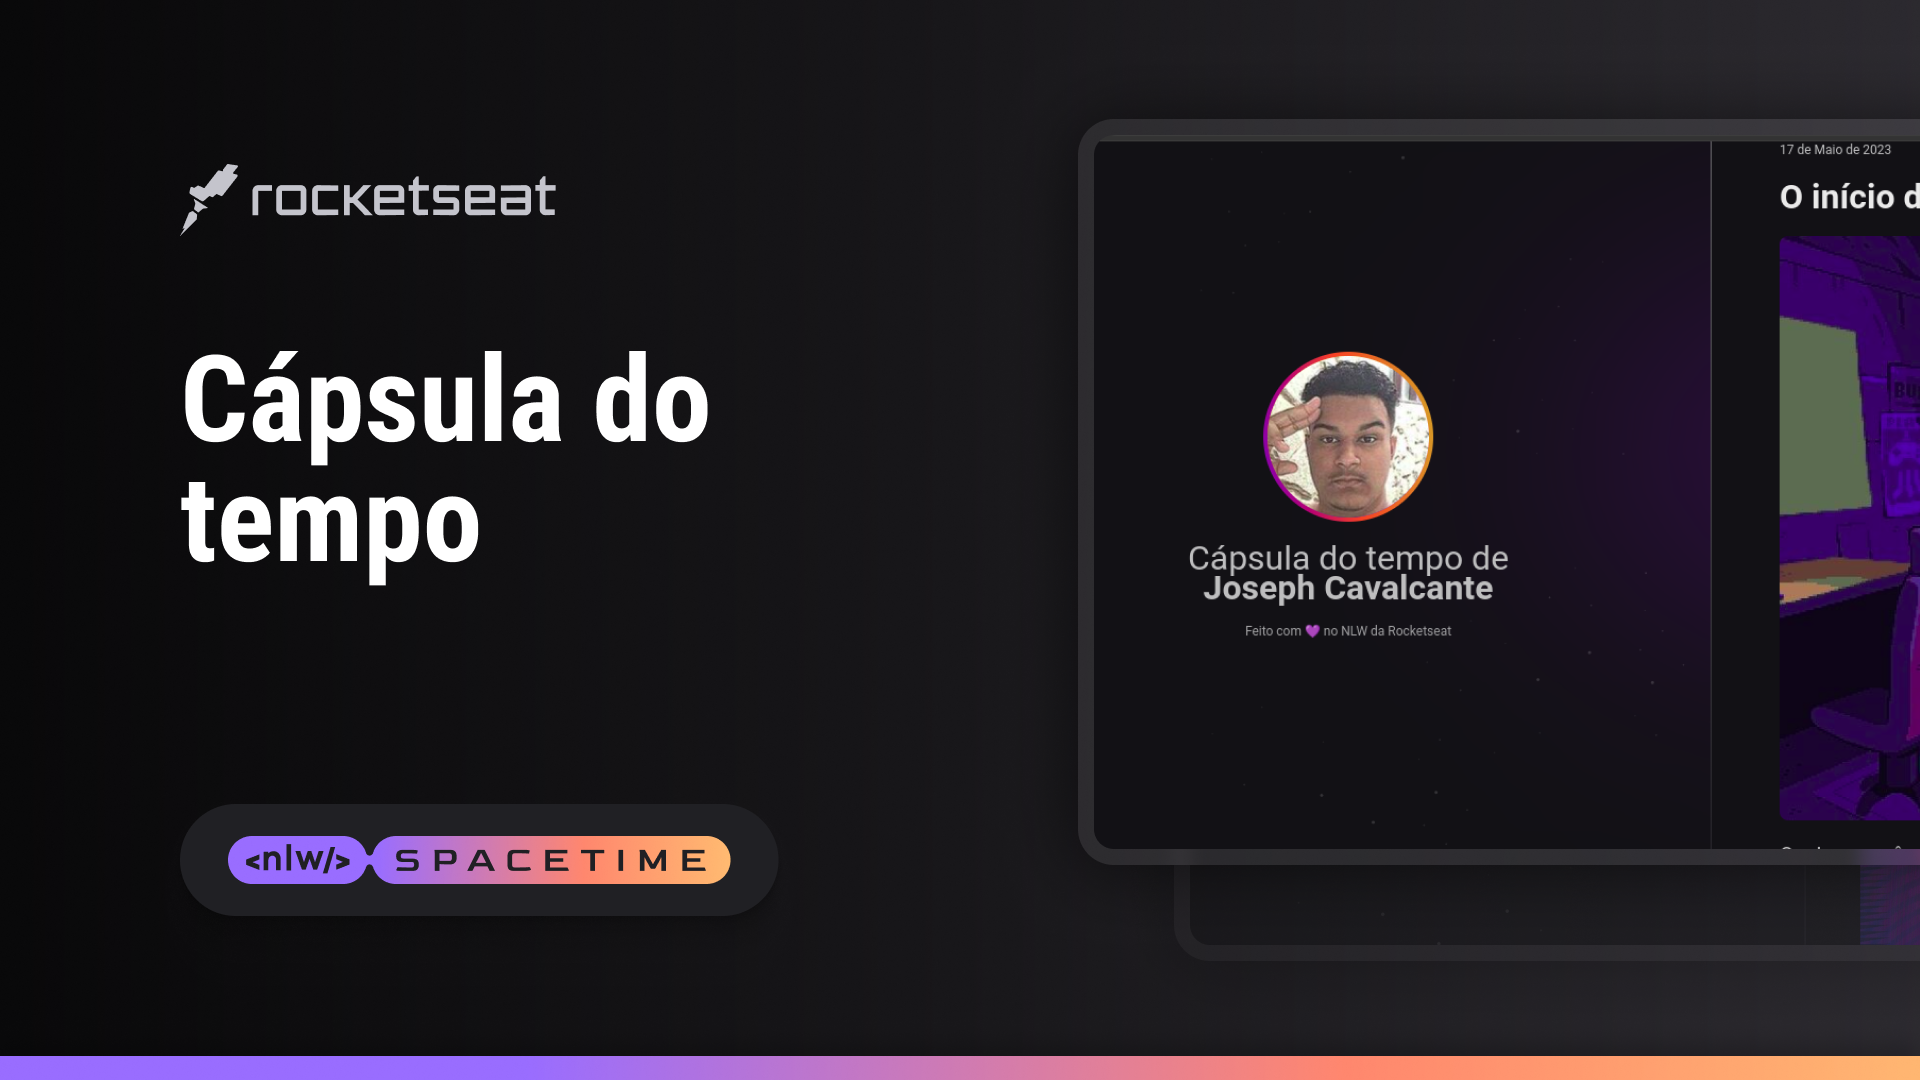 rocketseat
Cápsula do
tempo
<nlw/> SPACETIME
Cápsula do tempo de
Joseph Cavalcante
Feito com 💜 no NLW da Rocketseat
17 de Maio de 2023
O início d